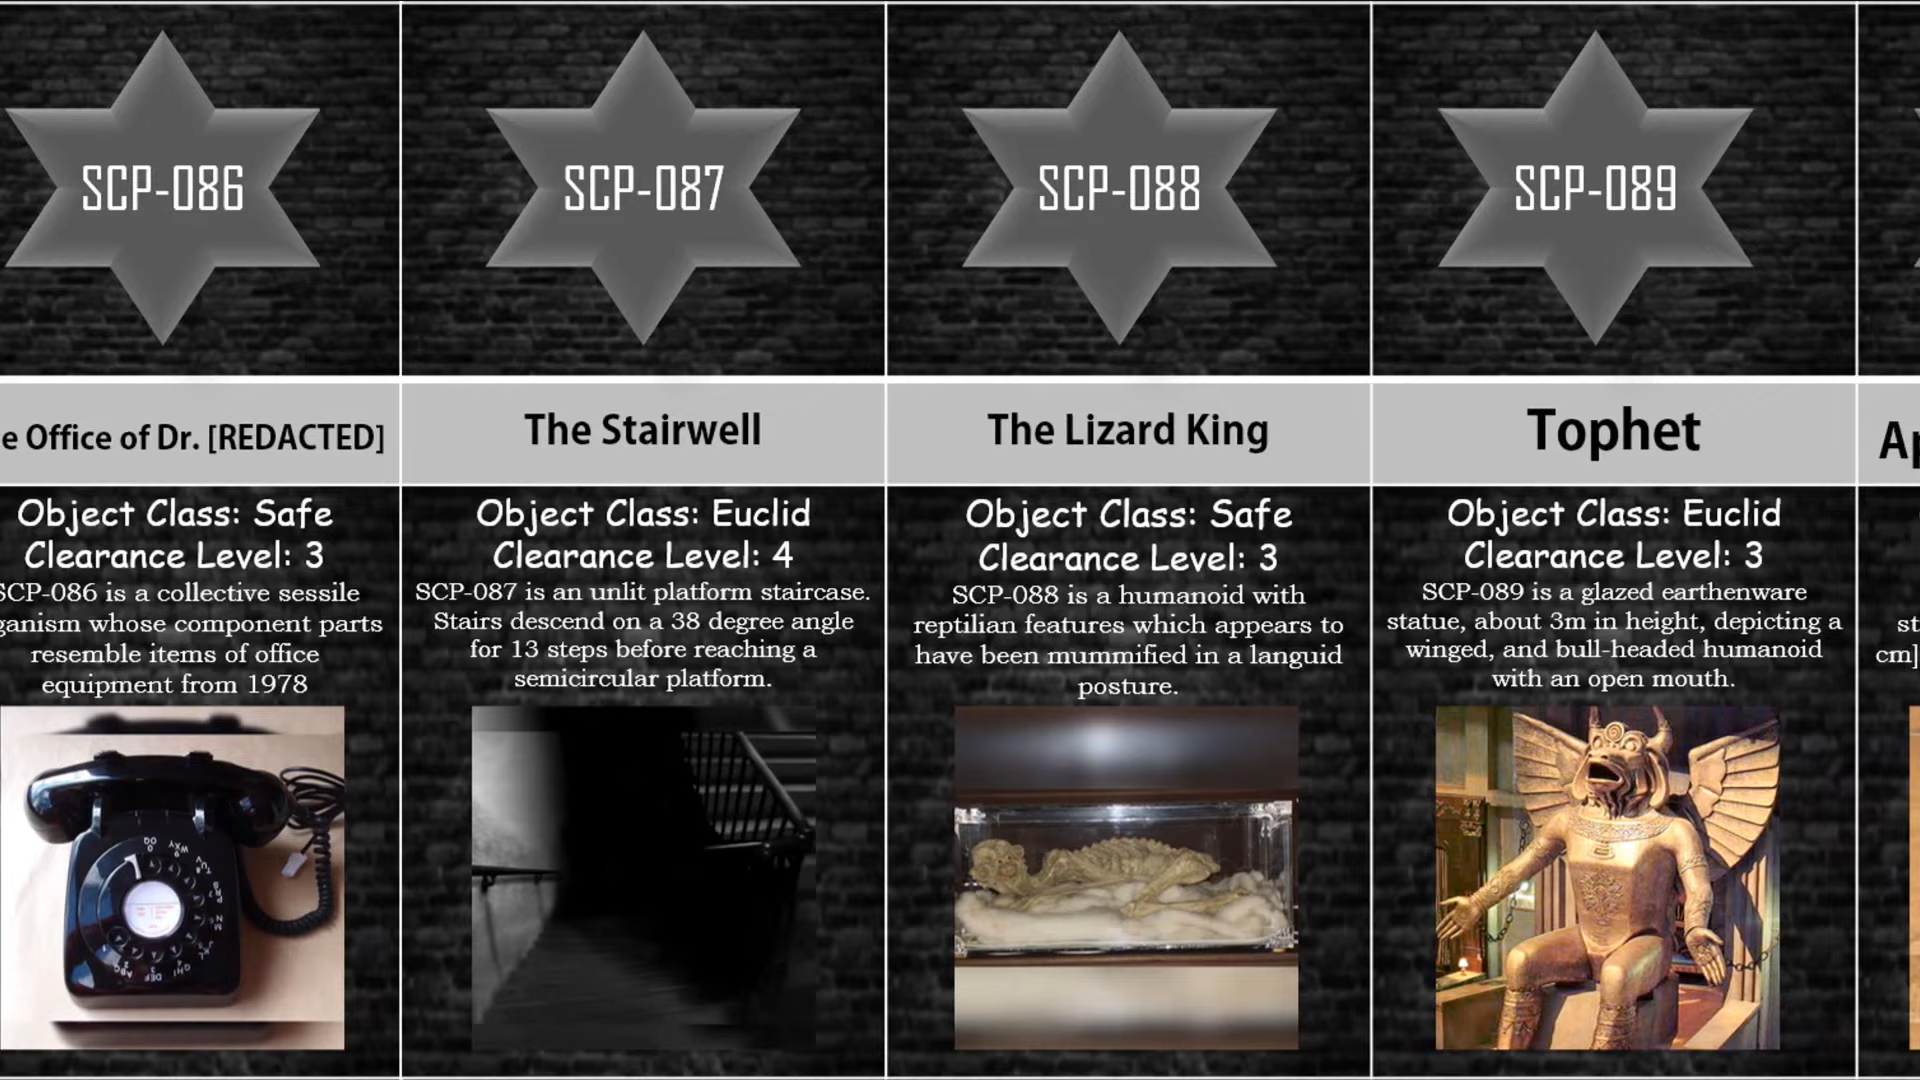 SCP-086
SCP-087
SCP-088
SCP-089
e Office of Dr. [REDACTED]
The Stairwell
The Lizard King
Tophet
Ap
Object Class: Safe
Clearance Level: 3
SCP-086 is a collective sessile
ganism whose component parts
resemble items of office
equipment from 1978
Object Class: Euclid
Clearance Level: 4
SCP-087 is an unlit platform staircase.
Stairs descend on a 38 degree angle
for 13 steps before reaching a
semicircular platform.
Object Class: Safe
Clearance Level: 3
SCP-088 is a humanoid with
reptilian features which appears to
have been mummified in a languid
posture.
Object Class: Euclid
Clearance Level: 3
SCP-089 is a glazed earthenware
statue, about 3m in height, depicting a
winged, and bull-headed humanoid
with an open mouth.
st
cm]